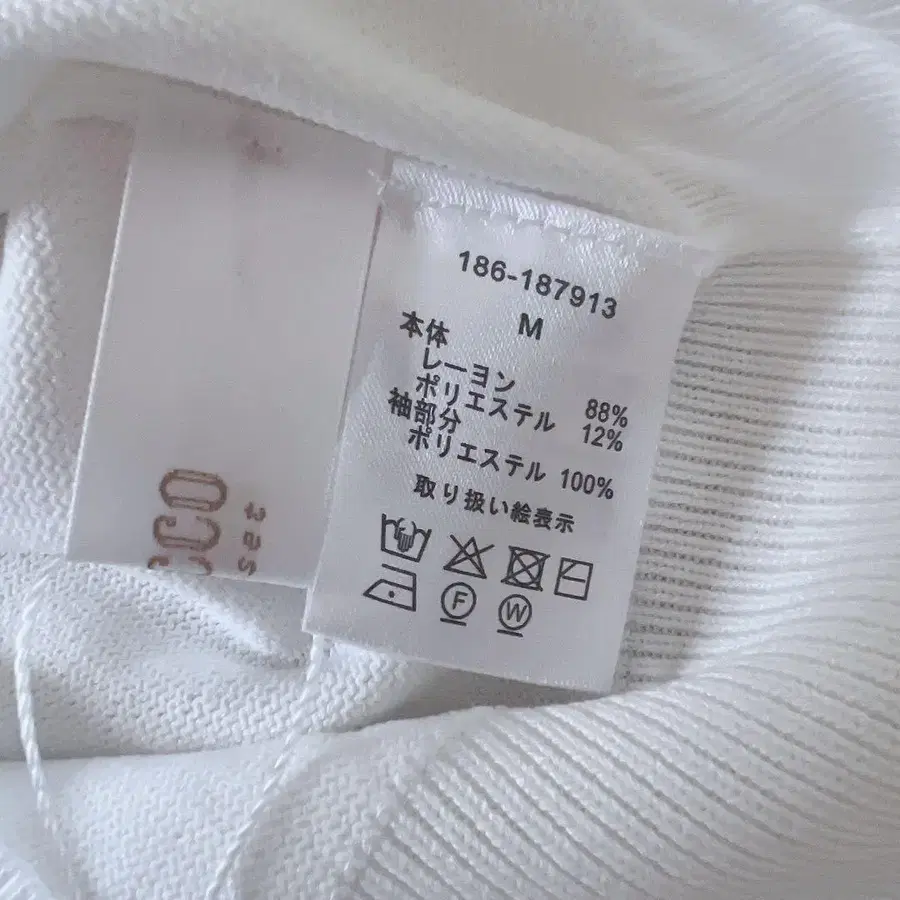 186-187913
M
本体
レーヨン 88%
ポリエステル 12%
袖部分
ポリエステル 100%
取り扱い絵表示
F
W